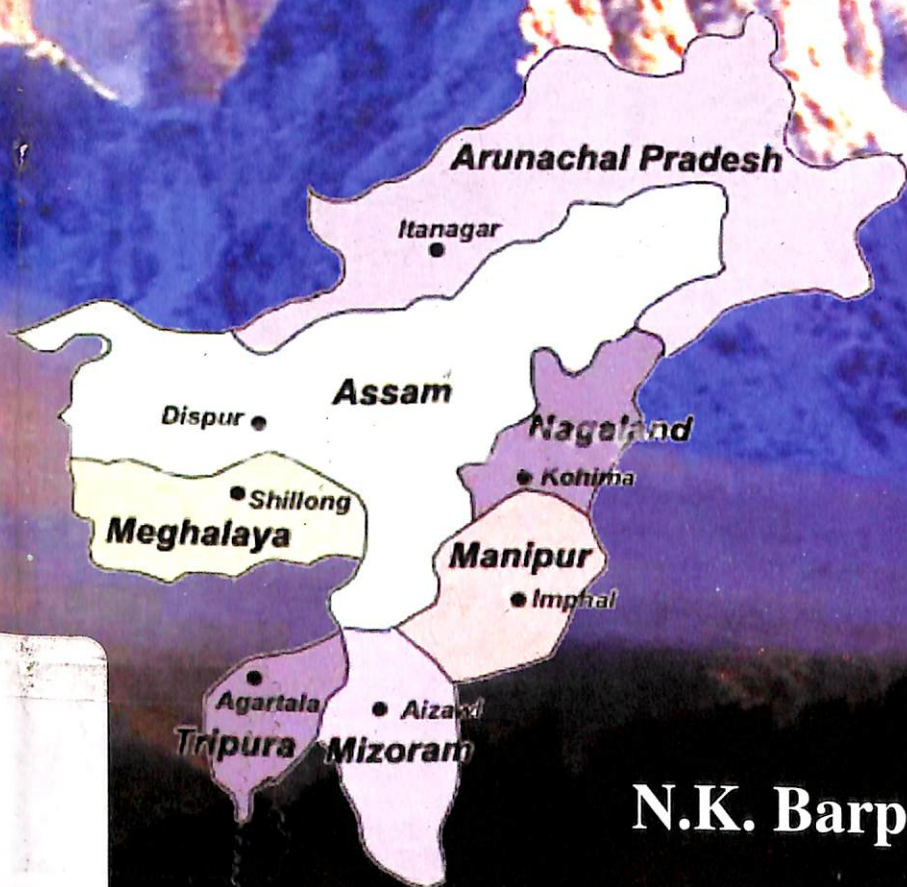 Arunachal Pradesh
Itanagar
Assam
Dispur
Nagaland
Kohima
Shillong
Meghalaya
Manipur
Imphal
Agartala
Aizawl
Tripura
Mizoram
N.K. Barp